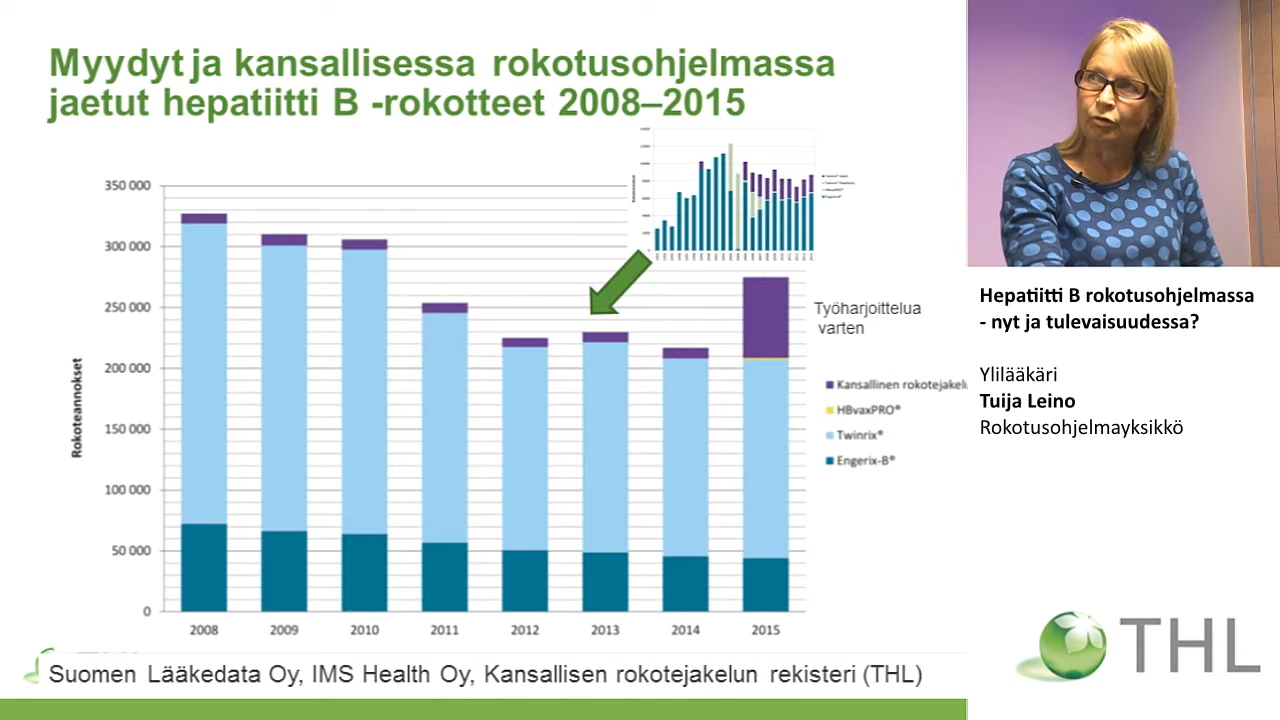 Myydyt ja kansallisessa rokotusohjelmassa
jaetut hepatiitti B -rokotteet 2008–2015
350 000
300 000
250 000
200 000
150 000
100 000
50 000
0
Rokoteannokset
2008 2009 2010 2011 2012 2013 2014 2015
Työharjoittelua
varten
Kansallinen rokotejakelu
HBvaxPRO®
Twinrix®
Engerix-B®
Suomen Lääkedata Oy, IMS Health Oy, Kansallisen rokotejakelun rekisteri (THL)
Hepatiitti B rokotusohjelmassa
- nyt ja tulevaisuudessa?
Ylilääkäri
Tuija Leino
Rokotusohjelmayksikkö
THL